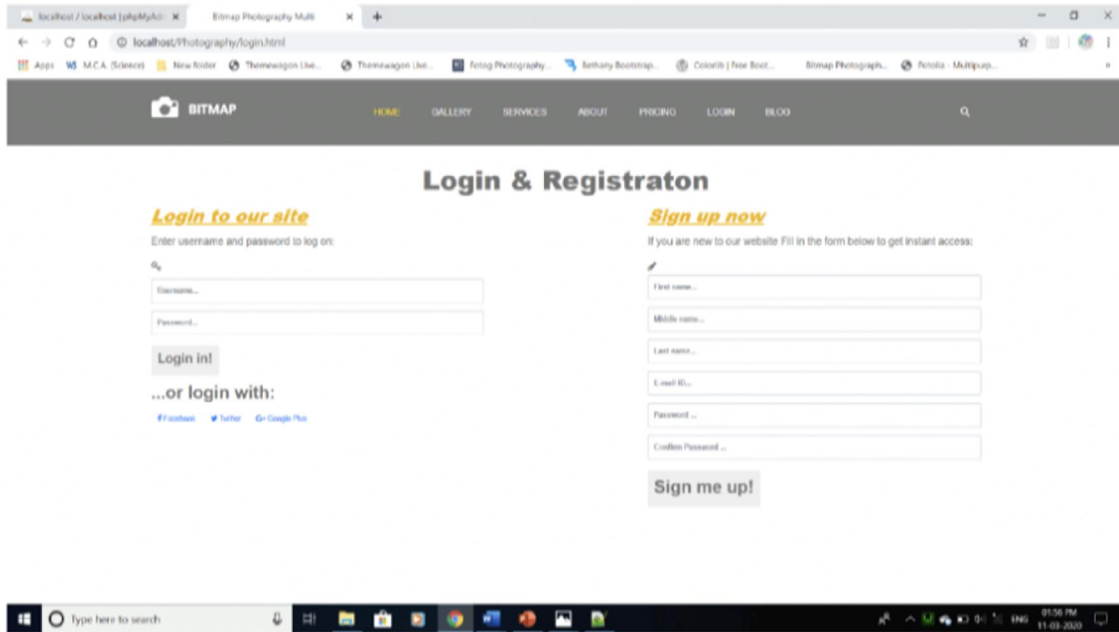 localhost / localhost | phpMyAd
Bitmap Photography Multi
localhost/Photography/login.html
Apps
M.C.A. (Science)
New folder
Themewagon Live...
Themewagon Live...
Fotog Photography...
Bethany Bootstrap...
Colorlib | Free Boot...
Bitmap Photograph...
Petolia - Multipurp...
BITMAP
HOME GALLERY SERVICES ABOUT PRICING LOGIN BLOG
Login & Registraton
Login to our site
Enter username and password to log on:
Username...
Password...
Login in!
...or login with:
Facebook Twitter Google Plus
Sign up now
If you are new to our website Fill in the form below to get instant access:
First name...
Middle name...
Last name...
E-mail ID...
Password ...
Confirm Password ...
Sign me up!
Type here to search
ENG
01:56 PM
11-03-2020